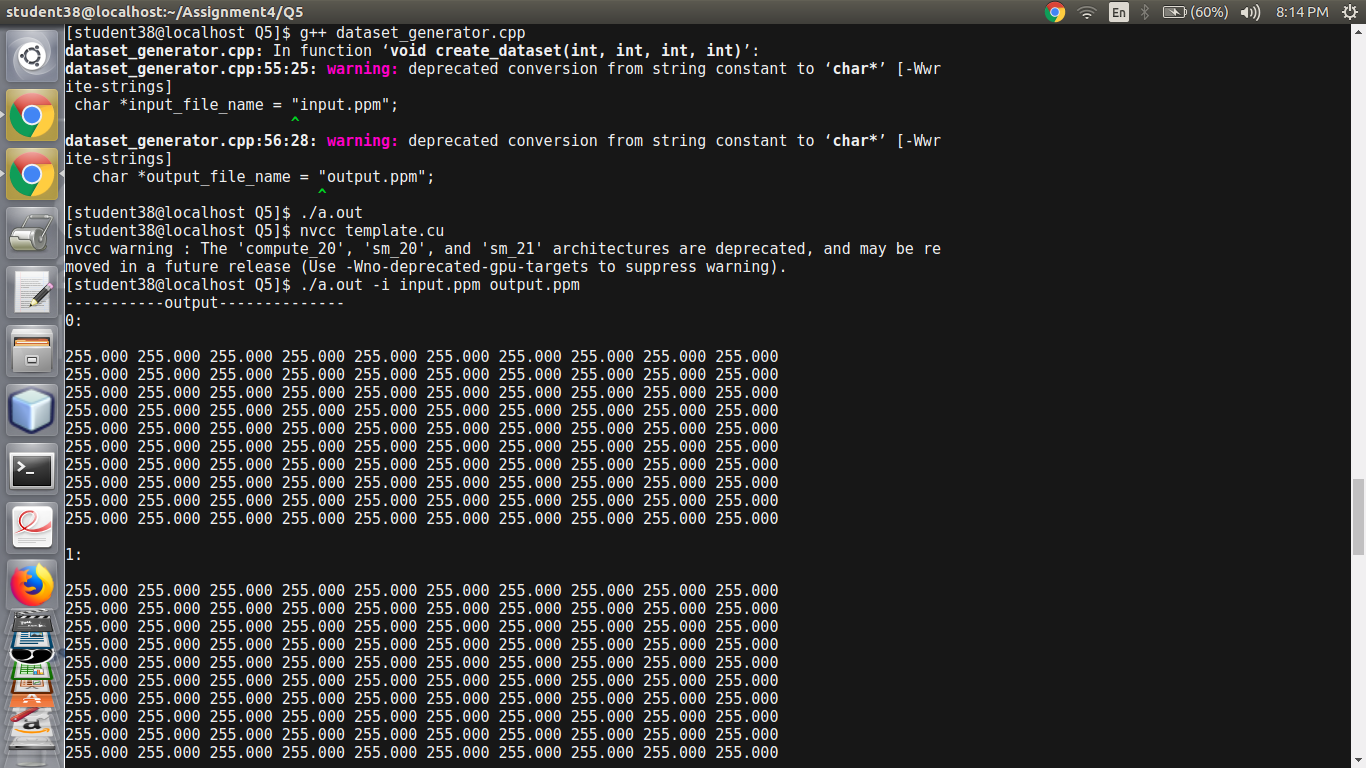 student38@localhost:~/Assignment4/Q5 En (60%) 8:14 PM
[student38@localhost Q5]$ g++ dataset_generator.cpp
dataset_generator.cpp: In function ‘void create_dataset(int, int, int, int)’:
dataset_generator.cpp:55:25: warning: deprecated conversion from string constant to ‘char*’ [-Wwr
ite-strings]
 char *input_file_name = "input.ppm";
                         ^
dataset_generator.cpp:56:28: warning: deprecated conversion from string constant to ‘char*’ [-Wwr
ite-strings]
   char *output_file_name = "output.ppm";
                            ^
[student38@localhost Q5]$ ./a.out
[student38@localhost Q5]$ nvcc template.cu
nvcc warning : The 'compute_20', 'sm_20', and 'sm_21' architectures are deprecated, and may be re
moved in a future release (Use -Wno-deprecated-gpu-targets to suppress warning).
[student38@localhost Q5]$ ./a.out -i input.ppm output.ppm
-----------output--------------
0:
255.000 255.000 255.000 255.000 255.000 255.000 255.000 255.000 255.000 255.000
255.000 255.000 255.000 255.000 255.000 255.000 255.000 255.000 255.000 255.000
255.000 255.000 255.000 255.000 255.000 255.000 255.000 255.000 255.000 255.000
255.000 255.000 255.000 255.000 255.000 255.000 255.000 255.000 255.000 255.000
255.000 255.000 255.000 255.000 255.000 255.000 255.000 255.000 255.000 255.000
255.000 255.000 255.000 255.000 255.000 255.000 255.000 255.000 255.000 255.000
255.000 255.000 255.000 255.000 255.000 255.000 255.000 255.000 255.000 255.000
255.000 255.000 255.000 255.000 255.000 255.000 255.000 255.000 255.000 255.000
255.000 255.000 255.000 255.000 255.000 255.000 255.000 255.000 255.000 255.000
255.000 255.000 255.000 255.000 255.000 255.000 255.000 255.000 255.000 255.000
1:
255.000 255.000 255.000 255.000 255.000 255.000 255.000 255.000 255.000 255.000
255.000 255.000 255.000 255.000 255.000 255.000 255.000 255.000 255.000 255.000
255.000 255.000 255.000 255.000 255.000 255.000 255.000 255.000 255.000 255.000
255.000 255.000 255.000 255.000 255.000 255.000 255.000 255.000 255.000 255.000
255.000 255.000 255.000 255.000 255.000 255.000 255.000 255.000 255.000 255.000
255.000 255.000 255.000 255.000 255.000 255.000 255.000 255.000 255.000 255.000
255.000 255.000 255.000 255.000 255.000 255.000 255.000 255.000 255.000 255.000
255.000 255.000 255.000 255.000 255.000 255.000 255.000 255.000 255.000 255.000
255.000 255.000 255.000 255.000 255.000 255.000 255.000 255.000 255.000 255.000
255.000 255.000 255.000 255.000 255.000 255.000 255.000 255.000 255.000 255.000